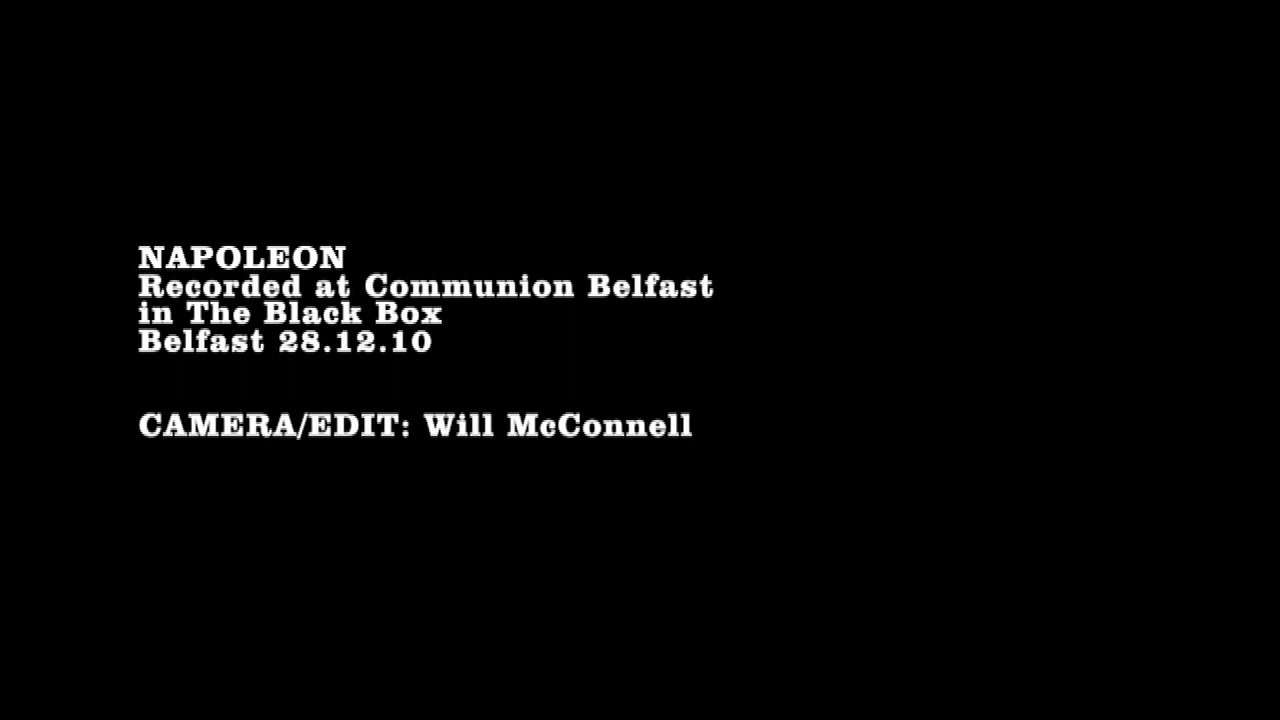 NAPOLEON
Recorded at Communion Belfast
in The Black Box
Belfast 28.12.10
CAMERA/EDIT: Will McConnell